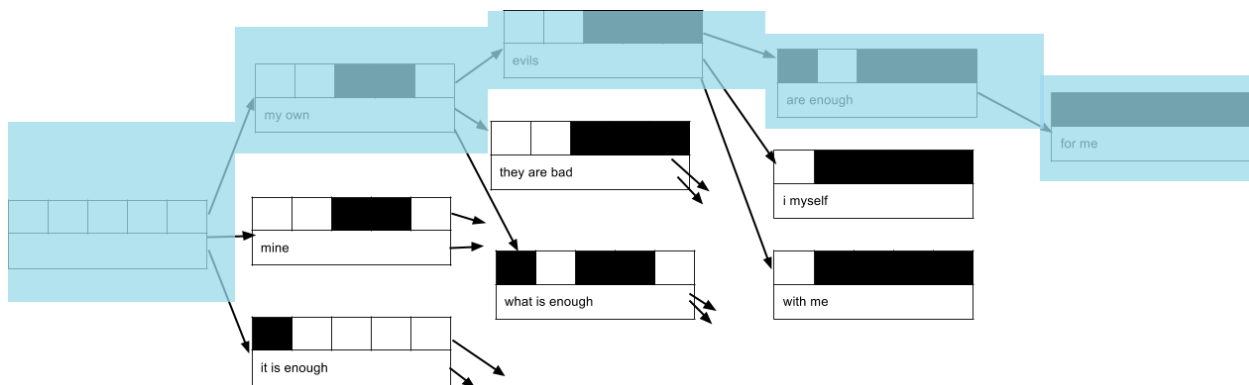 evils
my own
are enough
for me
they are bad
i myself
mine
what is enough
with me
it is enough